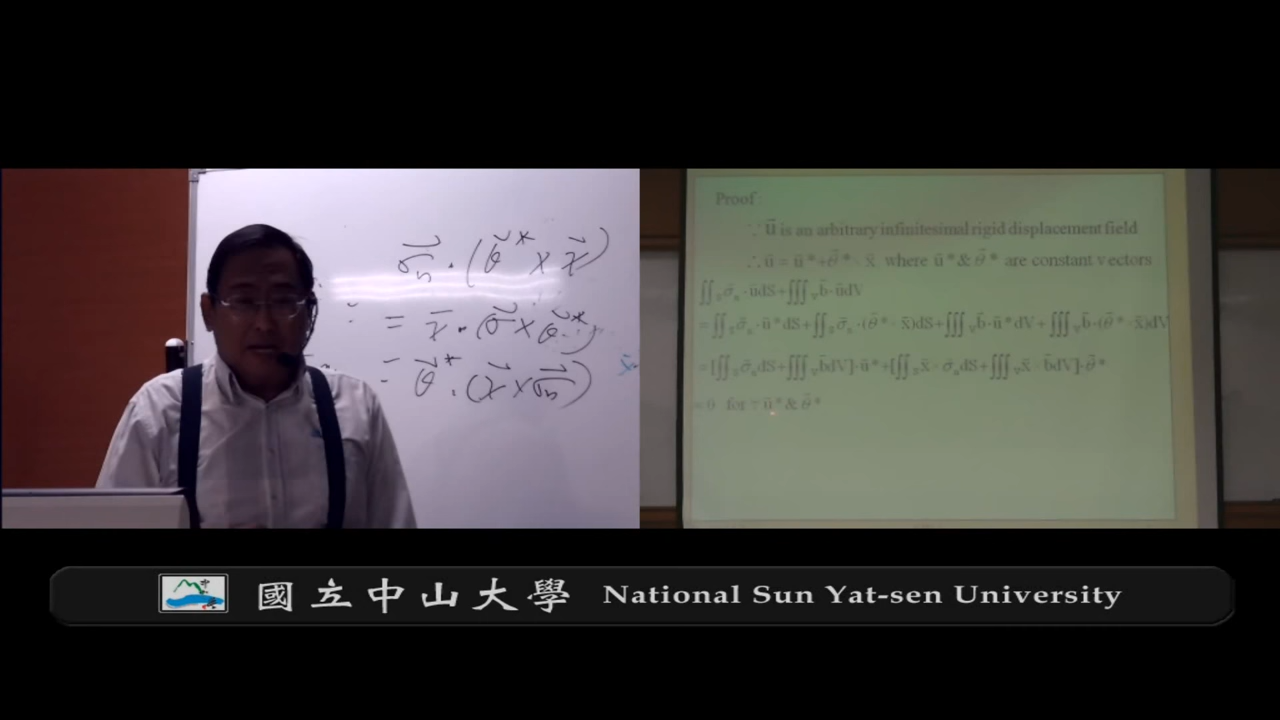 σ⃗n · (θ⃗* × x⃗)
= x⃗ · (σ⃗ × θ⃗*)
= θ⃗* · (x⃗ × σ⃗n)
Proof :
∵ ū is an arbitrary infinitesimal rigid displacement field
∴ ū = ū*+θ̄* x̄ where ū*& θ̄* are constant vectors
∬S σ̄n·ūdS+∭V b̄·ūdV
=∬S σ̄n·ū*dS+∬S σ̄n·(θ̄* x̄)dS+∭V b̄·ū*dV+∭V b̄·(θ̄* x̄)dV
=[∬S σ̄n dS+∭V b̄dV]·ū*+[∬S x̄ σ̄n dS+∭V x̄ b̄dV]·θ̄*
=0 for ū*& θ̄*
國立中山大學 National Sun Yat-sen University